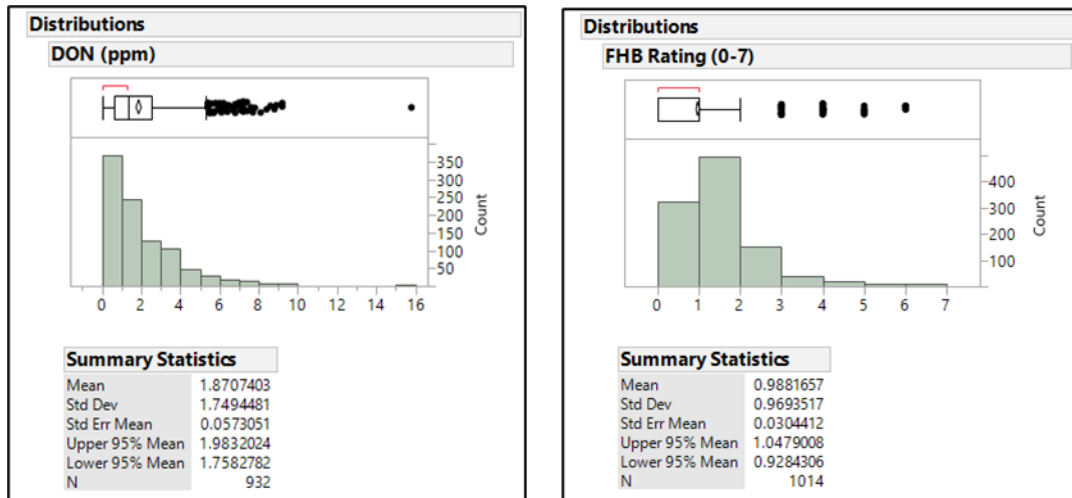 Distributions
DON (ppm)
350
300
250
200
150
100
50
Count
0 2 4 6 8 10 12 14 16
Summary Statistics
Mean 1.8707403
Std Dev 1.7494481
Std Err Mean 0.0573051
Upper 95% Mean 1.9832024
Lower 95% Mean 1.7582782
N 932
Distributions
FHB Rating (0-7)
400
300
200
100
Count
0 1 2 3 4 5 6 7
Summary Statistics
Mean 0.9881657
Std Dev 0.9693517
Std Err Mean 0.0304412
Upper 95% Mean 1.0479008
Lower 95% Mean 0.9284306
N 1014